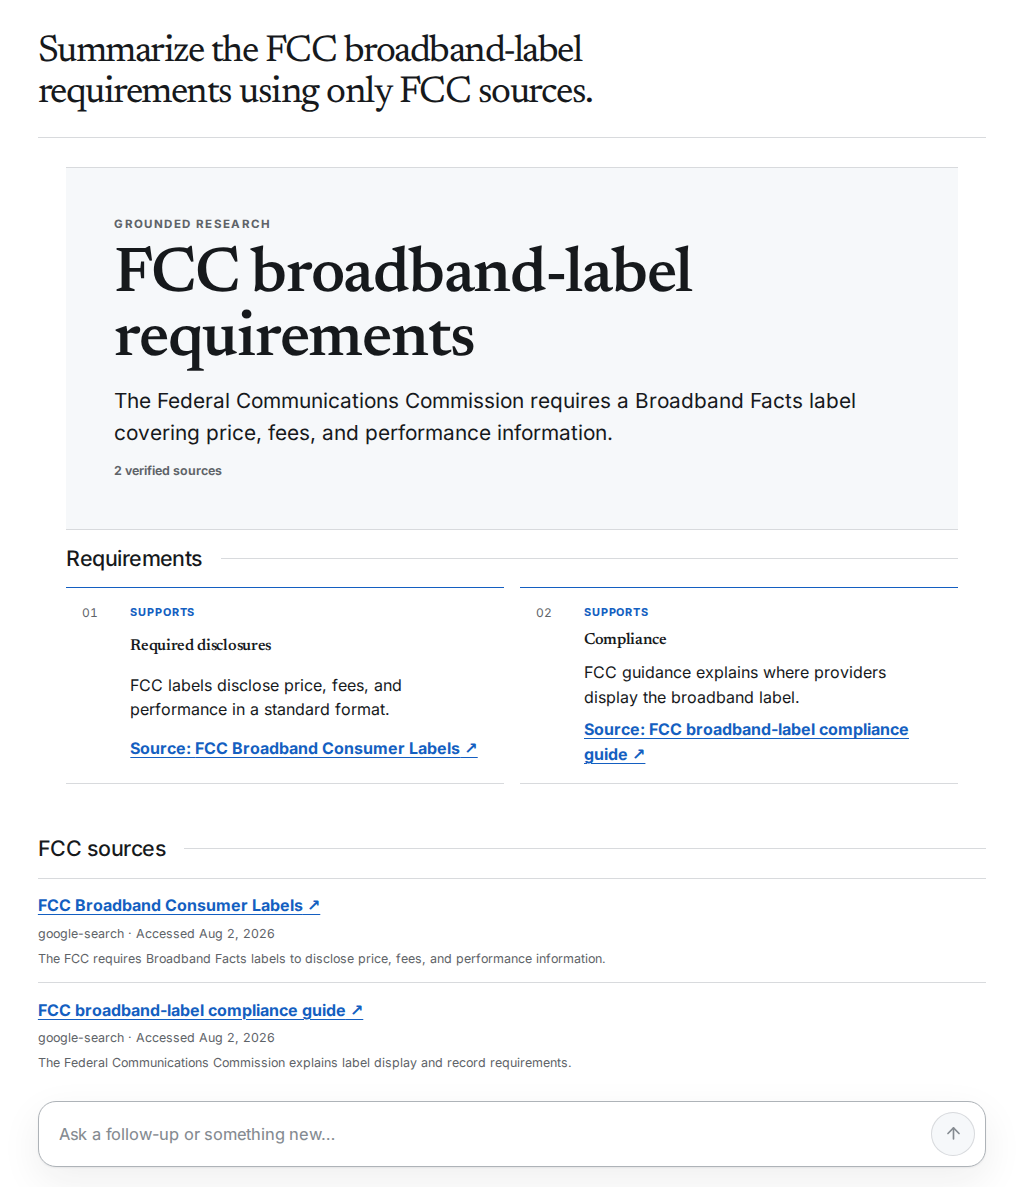 Summarize the FCC broadband-label
requirements using only FCC sources.
GROUNDED RESEARCH
FCC broadband-label
requirements
The Federal Communications Commission requires a Broadband Facts label
covering price, fees, and performance information.
2 verified sources
Requirements
01
SUPPORTS
Required disclosures
FCC labels disclose price, fees, and
performance in a standard format.
Source: FCC Broadband Consumer Labels ↗
02
SUPPORTS
Compliance
FCC guidance explains where providers
display the broadband label.
Source: FCC broadband-label compliance
guide ↗
FCC sources
FCC Broadband Consumer Labels ↗
google-search · Accessed Aug 2, 2026
The FCC requires Broadband Facts labels to disclose price, fees, and performance information.
FCC broadband-label compliance guide ↗
google-search · Accessed Aug 2, 2026
The Federal Communications Commission explains label display and record requirements.
Ask a follow-up or something new...